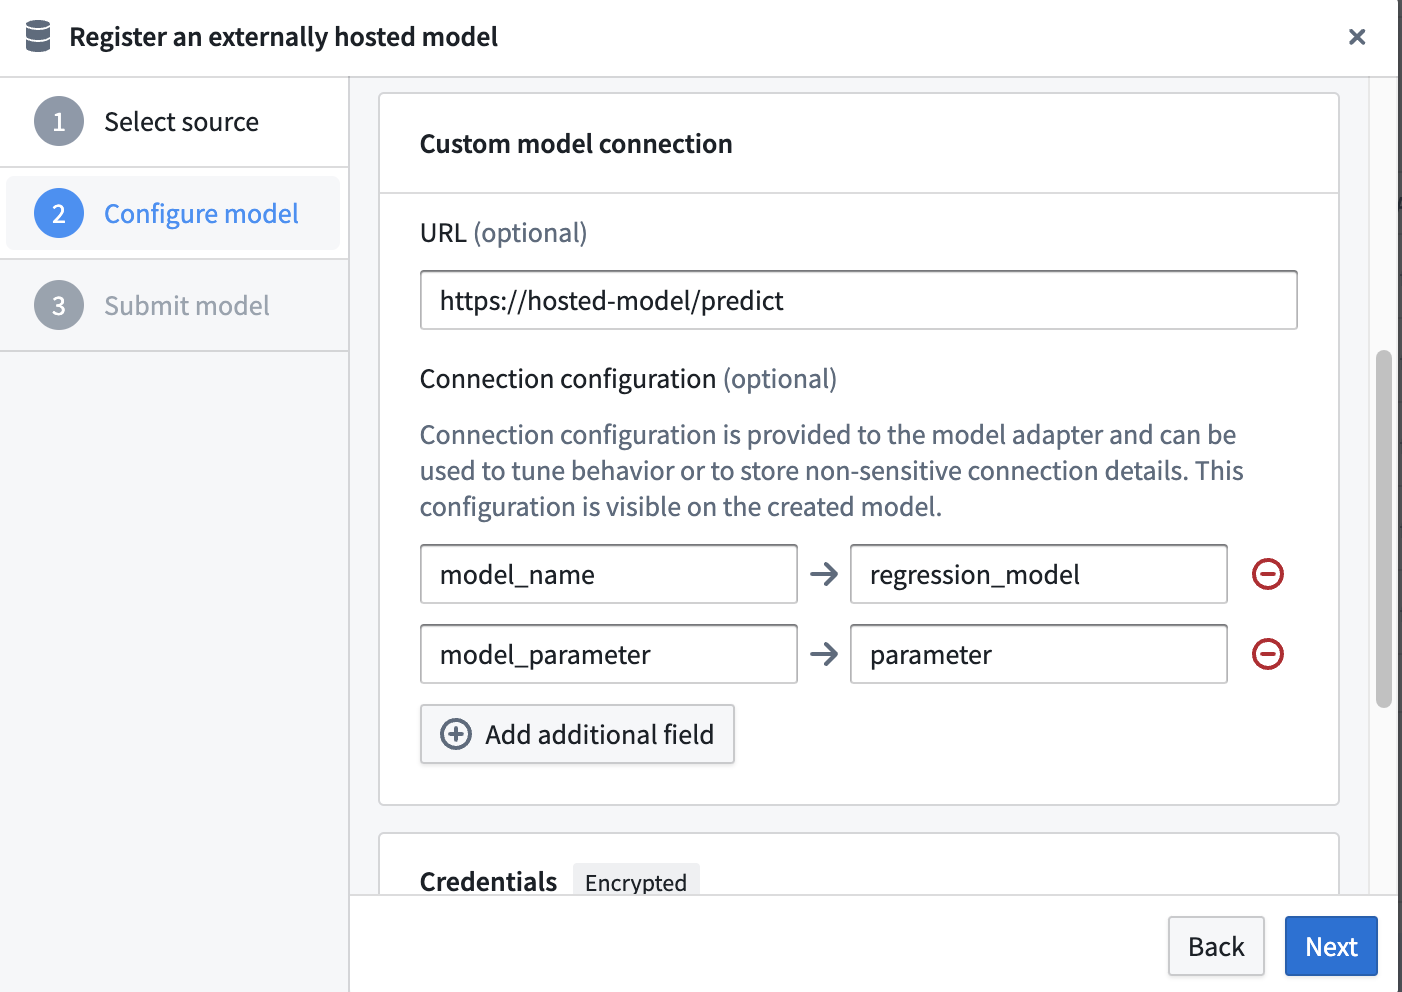 Register an externally hosted model
1 Select source
2 Configure model
3 Submit model
Custom model connection
URL (optional)
https://hosted-model/predict
Connection configuration (optional)
Connection configuration is provided to the model adapter and can be
used to tune behavior or to store non-sensitive connection details. This
configuration is visible on the created model.
model_name → regression_model
model_parameter → parameter
Add additional field
Credentials Encrypted
Back Next